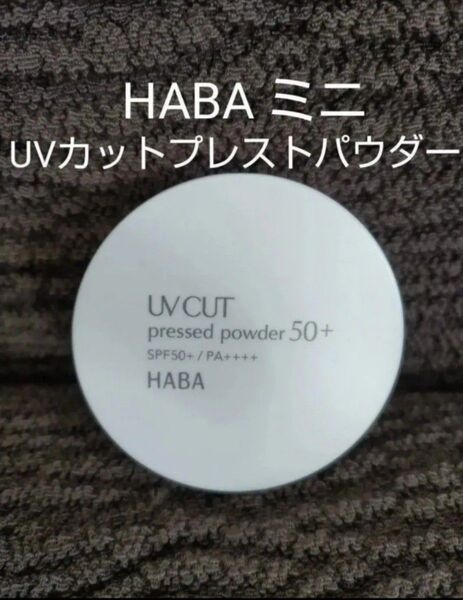 HABA ミニ
UVカットプレストパウダー
UV CUT
pressed powder 50+
SPF50+ / PA++++
HABA